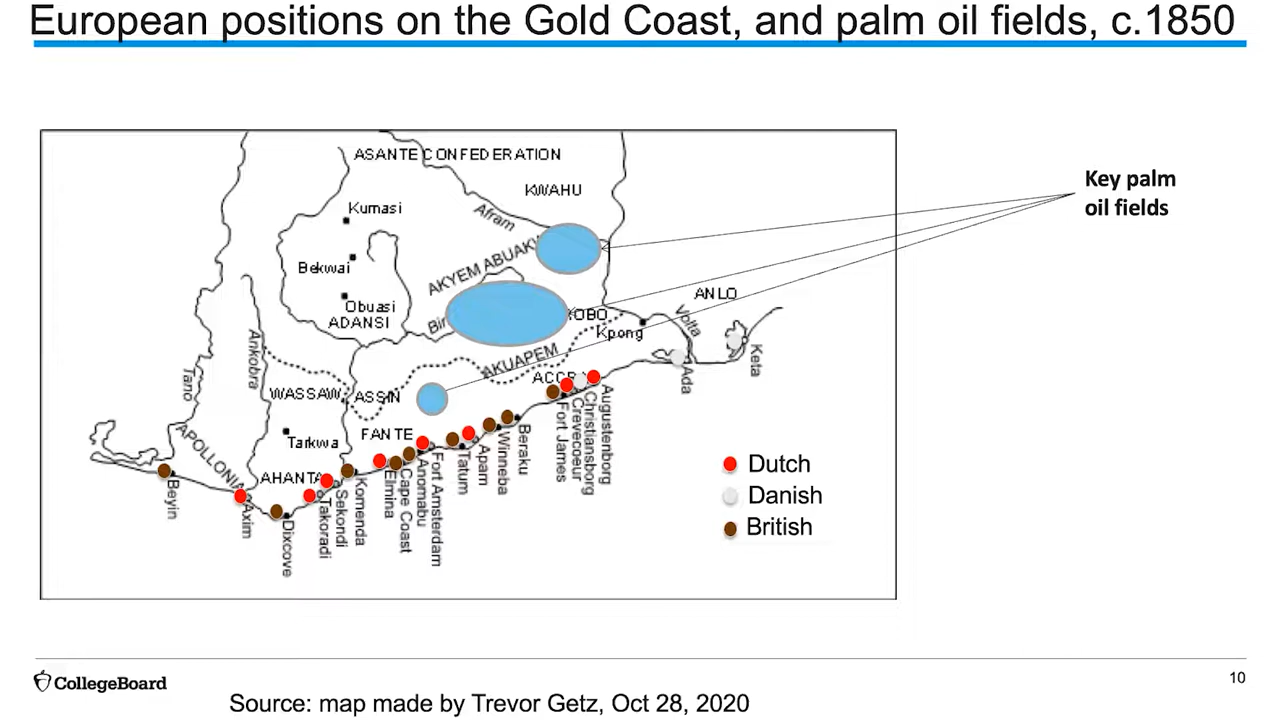 European positions on the Gold Coast, and palm oil fields, c.1850
ASANTE CONFEDERATION
KWAHU
Key palm
oil fields
Kumasi
Afram
Bekwai
AKYEM ABUAK
Obuasi
ADANSI
Bir
OBO
Kpong
ANLO
Volta
Keta
Ada
Ankobra
Tano
AKUAPEM
WASSAW
ASSIN
ACCRA
Tarkwa
FANTE
APOLLONIA
AHANTA
Beyin
Axim
Dixcove
Takoradi
Sekondi
Komenda
Elmina
Cape Coast
Anomabu
Fort Amsterdam
Tatum
Apam
Winneba
Beraku
Fort James
Crevecoeur
Christiansborg
Augustenborg
Dutch
Danish
British
CollegeBoard
10
Source: map made by Trevor Getz, Oct 28, 2020